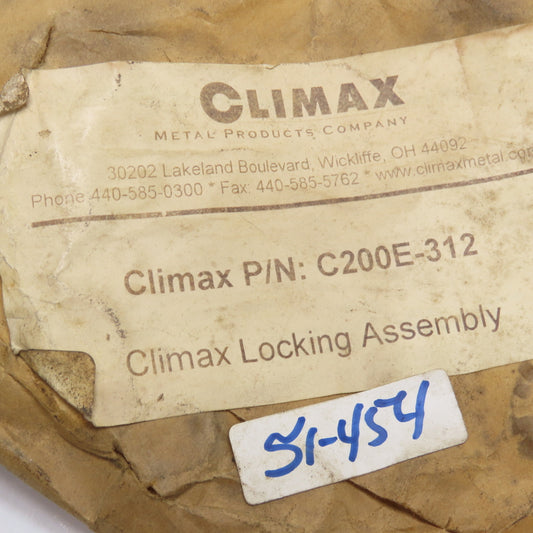 CLIMAX
METAL PRODUCTS COMPANY
30202 Lakeland Boulevard, Wickliffe, OH 44092
Phone 440-585-0300 * Fax: 440-585-5762 * www.climaxmetal.com
Climax P/N: C200E-312
Climax Locking Assembly
51-454